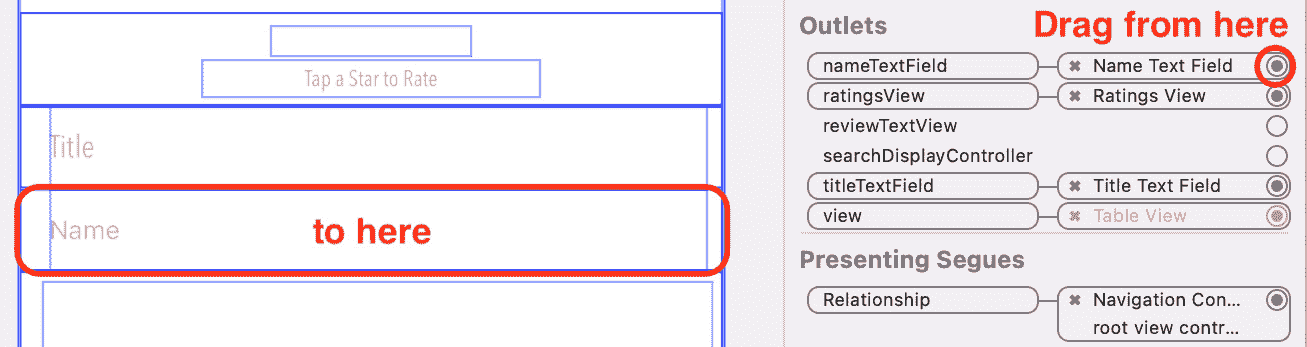 Tap a Star to Rate
Title
Name
to here
Outlets
Drag from here
nameTextField
✖ Name Text Field
ratingsView
✖ Ratings View
reviewTextView
searchDisplayController
titleTextField
✖ Title Text Field
view
✖ Table View
Presenting Segues
Relationship
✖ Navigation Con...
root view contr...